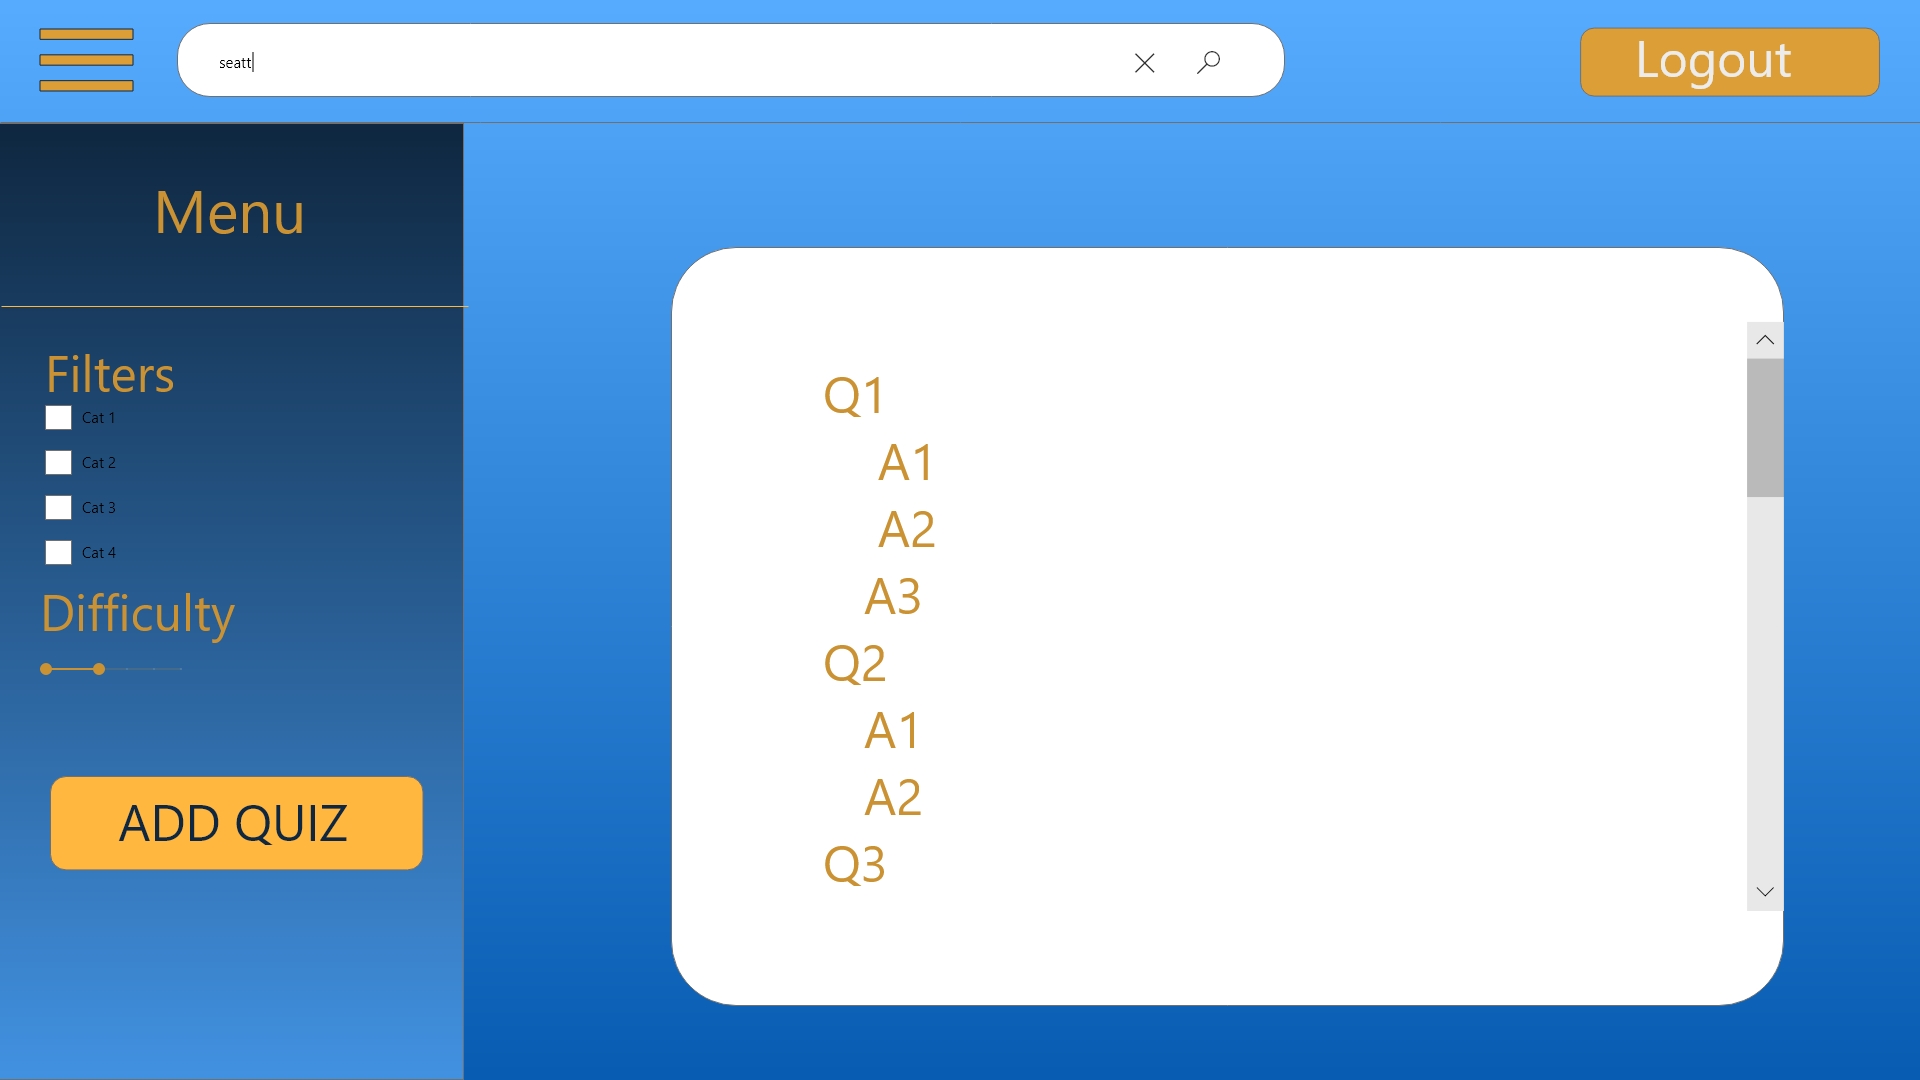 seatt
Logout
Menu
Filters
Cat 1
Cat 2
Cat 3
Cat 4
Difficulty
ADD QUIZ
Q1
A1
A2
A3
Q2
A1
A2
Q3